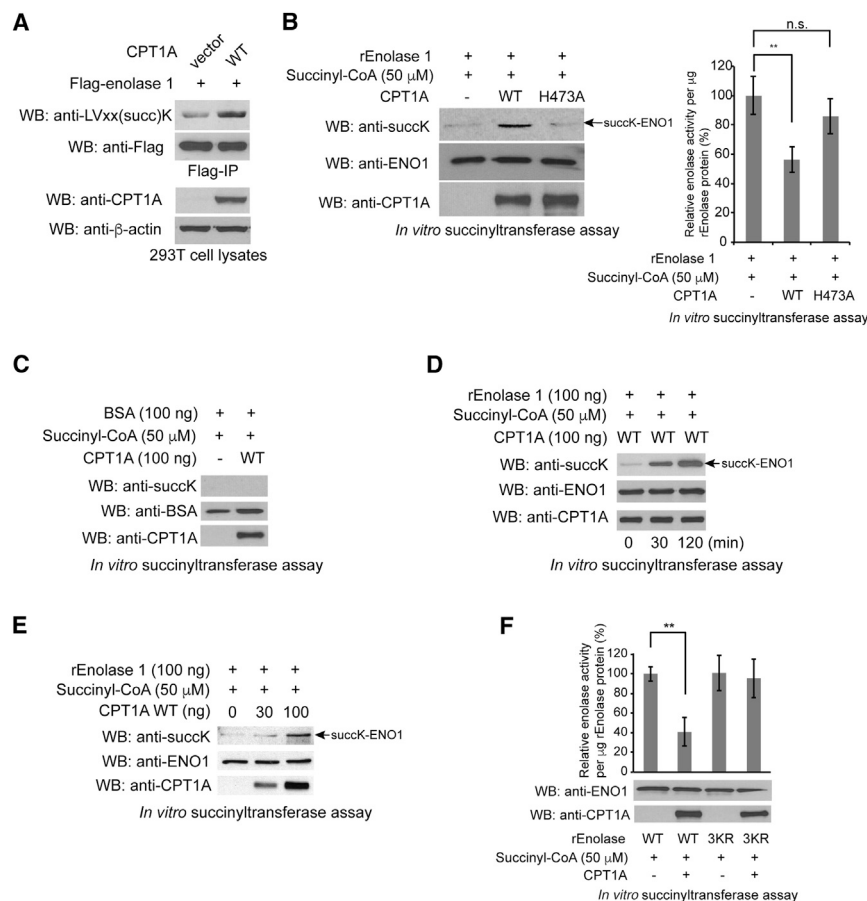 A
CPT1A vector WT
Flag-enolase 1 + +
WB: anti-LVxx(succ)K
WB: anti-Flag
Flag-IP
WB: anti-CPT1A
WB: anti-β-actin
293T cell lysates
B
rEnolase 1 + + +
Succinyl-CoA (50 μM) + + +
CPT1A - WT H473A
WB: anti-succK succK-ENO1
WB: anti-ENO1
WB: anti-CPT1A
In vitro succinyltransferase assay
n.s.
**
Relative enolase activity per μg
rEnolase protein (%)
120
100
80
60
40
20
0
rEnolase 1 + + +
Succinyl-CoA (50 μM) + + +
CPT1A - WT H473A
In vitro succinyltransferase assay
C
BSA (100 ng) + +
Succinyl-CoA (50 μM) + +
CPT1A (100 ng) - WT
WB: anti-succK
WB: anti-BSA
WB: anti-CPT1A
In vitro succinyltransferase assay
D
rEnolase 1 (100 ng) + + +
Succinyl-CoA (50 μM) + + +
CPT1A (100 ng) WT WT WT
WB: anti-succK succK-ENO1
WB: anti-ENO1
WB: anti-CPT1A
0 30 120 (min)
In vitro succinyltransferase assay
E
rEnolase 1 (100 ng) + + +
Succinyl-CoA (50 μM) + + +
CPT1A WT (ng) 0 30 100
WB: anti-succK succK-ENO1
WB: anti-ENO1
WB: anti-CPT1A
In vitro succinyltransferase assay
F
**
Relative enolase activity
per μg rEnolase protein (%)
120
100
80
60
40
20
0
WB: anti-ENO1
WB: anti-CPT1A
rEnolase WT WT 3KR 3KR
Succinyl-CoA (50 μM) + + + +
CPT1A - + - +
In vitro succinyltransferase assay